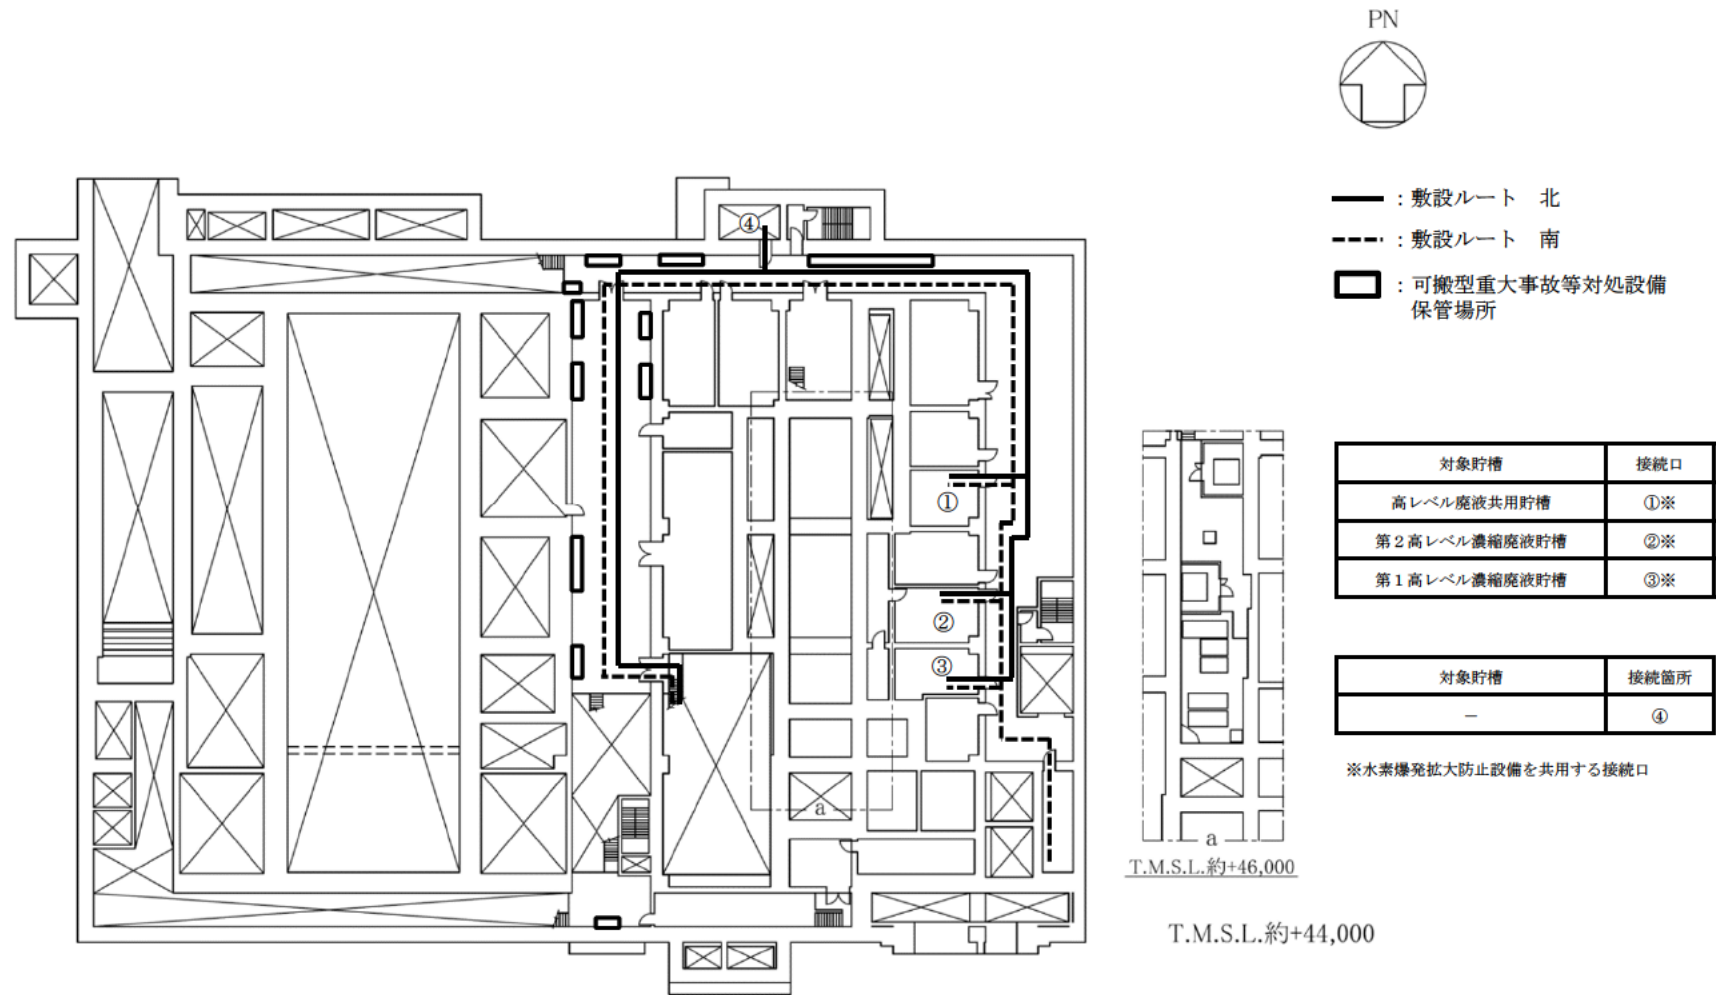 PN
: 敷設ルート 北
: 敷設ルート 南
: 可搬型重大事故等対処設備
保管場所
④
①
②
③
a
a
T.M.S.L.約+46,000
T.M.S.L.約+44,000
対象貯槽 接続口
高レベル廃液共用貯槽 ①※
第2高レベル濃縮廃液貯槽 ②※
第1高レベル濃縮廃液貯槽 ③※
対象貯槽 接続箇所
- ④
※水素爆発拡大防止設備を共用する接続口